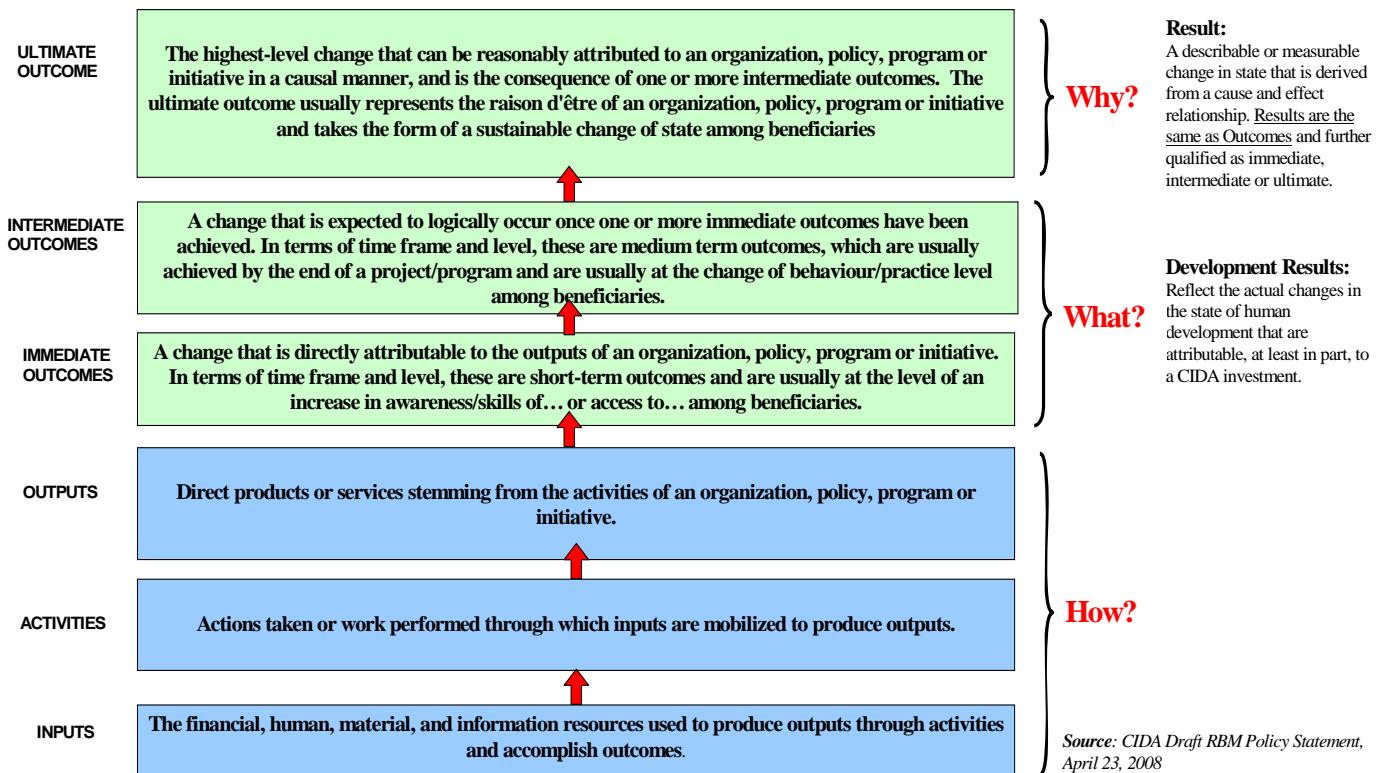 ULTIMATE
OUTCOME
The highest-level change that can be reasonably attributed to an organization, policy, program or
initiative in a causal manner, and is the consequence of one or more intermediate outcomes. The
ultimate outcome usually represents the raison d'être of an organization, policy, program or initiative
and takes the form of a sustainable change of state among beneficiaries
Why?
Result:
A describable or measurable
change in state that is derived
from a cause and effect
relationship. Results are the
same as Outcomes and further
qualified as immediate,
intermediate or ultimate.
INTERMEDIATE
OUTCOMES
A change that is expected to logically occur once one or more immediate outcomes have been
achieved. In terms of time frame and level, these are medium term outcomes, which are usually
achieved by the end of a project/program and are usually at the change of behaviour/practice level
among beneficiaries.
What?
Development Results:
Reflect the actual changes in
the state of human
development that are
attributable, at least in part, to
a CIDA investment.
IMMEDIATE
OUTCOMES
A change that is directly attributable to the outputs of an organization, policy, program or initiative.
In terms of time frame and level, these are short-term outcomes and are usually at the level of an
increase in awareness/skills of… or access to… among beneficiaries.
OUTPUTS
Direct products or services stemming from the activities of an organization, policy, program or
initiative.
ACTIVITIES
Actions taken or work performed through which inputs are mobilized to produce outputs.
How?
INPUTS
The financial, human, material, and information resources used to produce outputs through activities
and accomplish outcomes.
Source: CIDA Draft RBM Policy Statement,
April 23, 2008